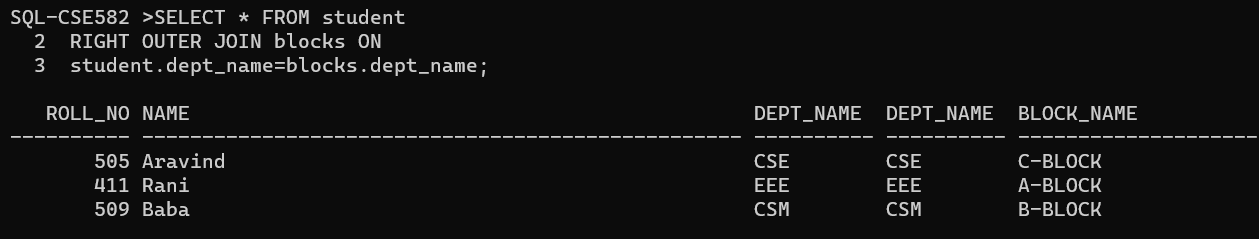 SQL-CSE582 >SELECT * FROM student
  2  RIGHT OUTER JOIN blocks ON
  3  student.dept_name=blocks.dept_name;

   ROLL_NO NAME                                               DEPT_NAME  DEPT_NAME  BLOCK_NAME
---------- -------------------------------------------------- ---------- ---------- --------------------
       505 Aravind                                            CSE        CSE        C-BLOCK
       411 Rani                                               EEE        EEE        A-BLOCK
       509 Baba                                               CSM        CSM        B-BLOCK